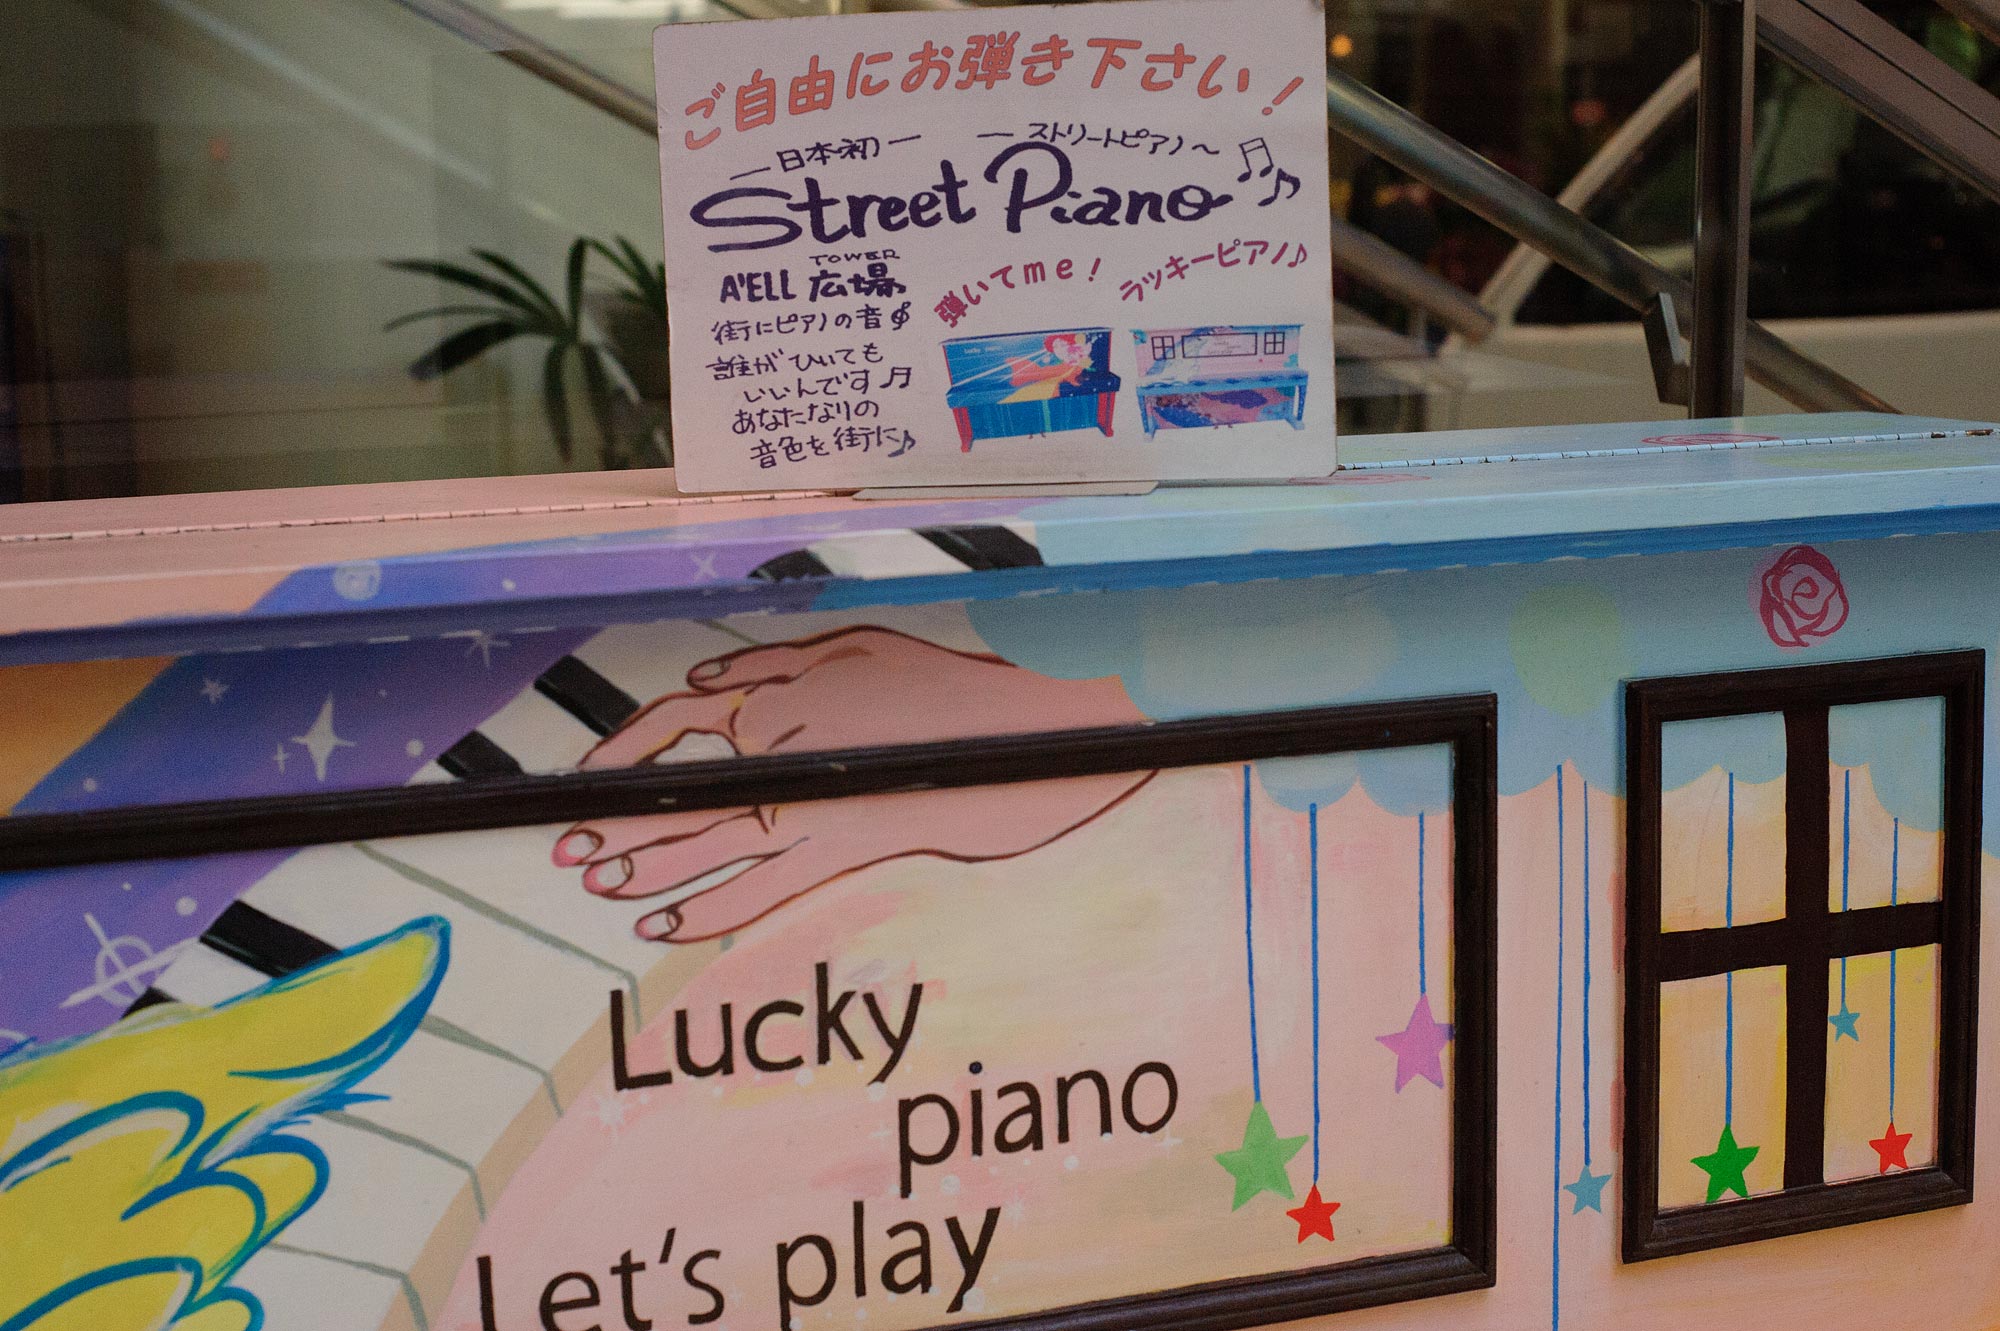 ご自由にお弾き下さい!
—日本初— —ストリートピアノ〜
Street Piano
A'ELL TOWER 広場
街にピアノの音
誰がひいても
いいんです
あなたなりの
音色を街に
弾いてme!
ラッキーピアノ
Lucky
piano
Let's play